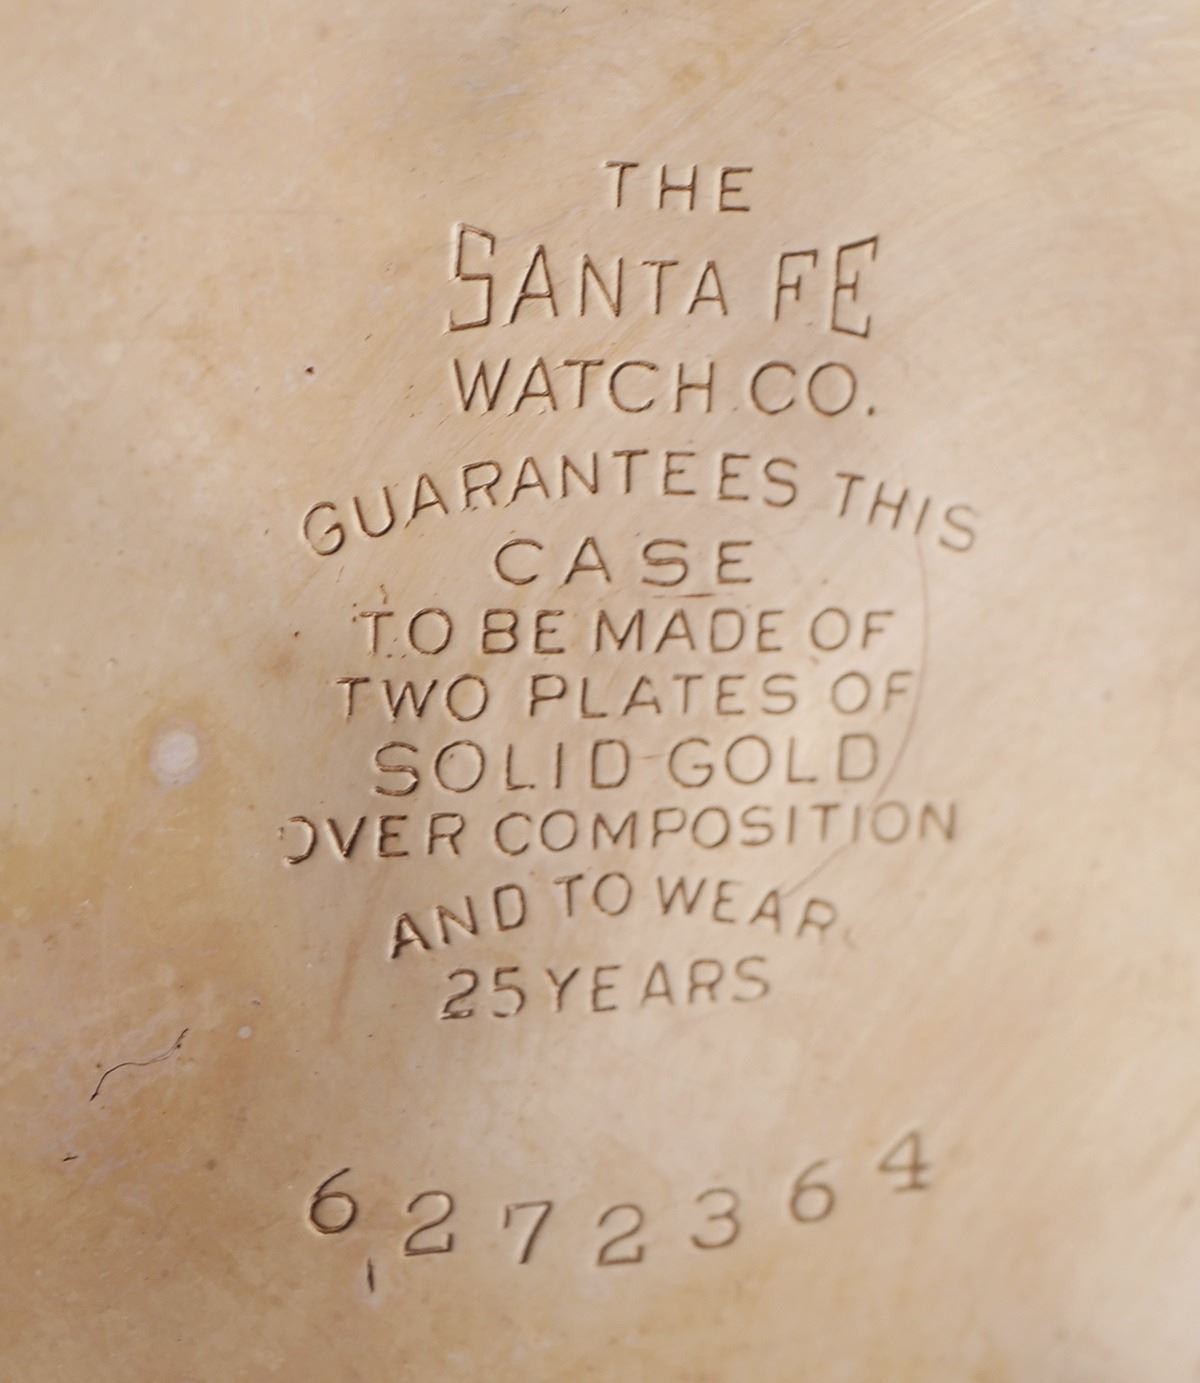 THE
SANTA FE
WATCH CO.
GUARANTEES THIS
CASE
TO BE MADE OF
TWO PLATES OF
SOLID GOLD
OVER COMPOSITION
AND TO WEAR
25 YEARS
6272364